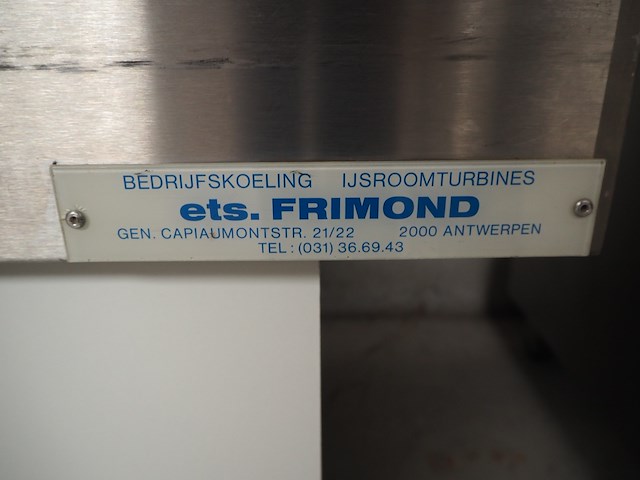 BEDRIJFSKOELING IJSROOMTURBINES
ets. FRIMOND
GEN. CAPIAUMONTSTR. 21/22 2000 ANTWERPEN
TEL: (031) 36.69.43